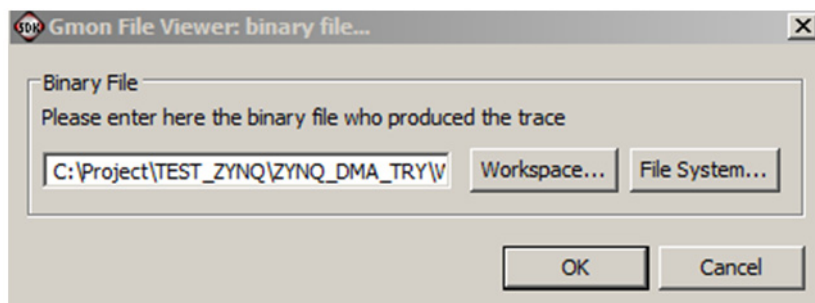 SDK Gmon File Viewer: binary file...
Binary File
Please enter here the binary file who produced the trace
C:\Project\TEST_ZYNQ\ZYNQ_DMA_TRY\ Workspace... File System...
OK Cancel